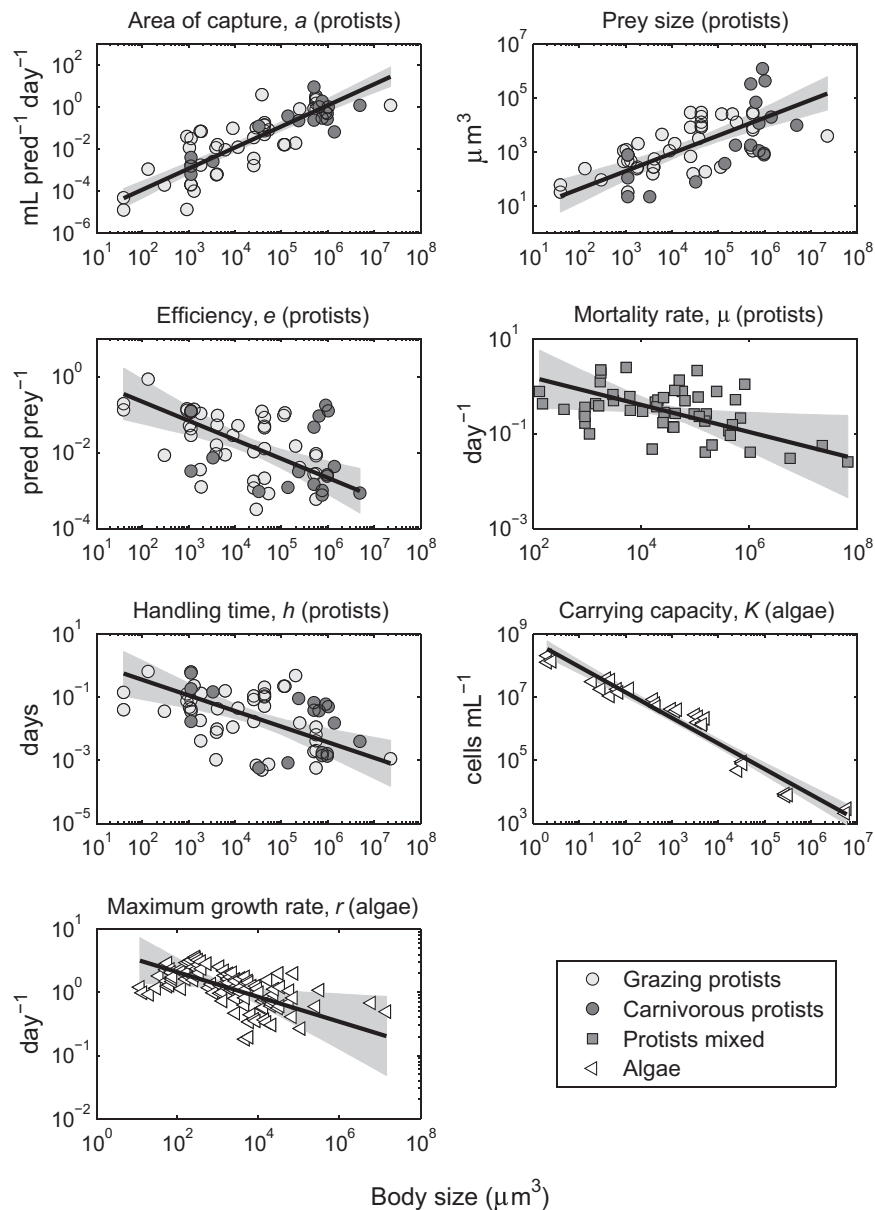 Area of capture, a (protists)
mL pred⁻¹ day⁻¹
10²
10⁰
10⁻²
10⁻⁴
10⁻⁶
10¹ 10² 10³ 10⁴ 10⁵ 10⁶ 10⁷ 10⁸
Prey size (protists)
μm³
10⁷
10⁵
10³
10¹
10¹ 10² 10³ 10⁴ 10⁵ 10⁶ 10⁷ 10⁸
Efficiency, e (protists)
pred prey⁻¹
10⁰
10⁻²
10⁻⁴
10¹ 10² 10³ 10⁴ 10⁵ 10⁶ 10⁷ 10⁸
Mortality rate, μ (protists)
day⁻¹
10¹
10⁻¹
10⁻³
10² 10⁴ 10⁶ 10⁸
Handling time, h (protists)
days
10¹
10⁻¹
10⁻³
10⁻⁵
10¹ 10² 10³ 10⁴ 10⁵ 10⁶ 10⁷ 10⁸
Carrying capacity, K (algae)
cells mL⁻¹
10⁹
10⁷
10⁵
10³
10⁰ 10¹ 10² 10³ 10⁴ 10⁵ 10⁶ 10⁷
Maximum growth rate, r (algae)
day⁻¹
10¹
10⁰
10⁻¹
10⁻²
10⁰ 10² 10⁴ 10⁶ 10⁸
Grazing protists
Carnivorous protists
Protists mixed
Algae
Body size (μm³)